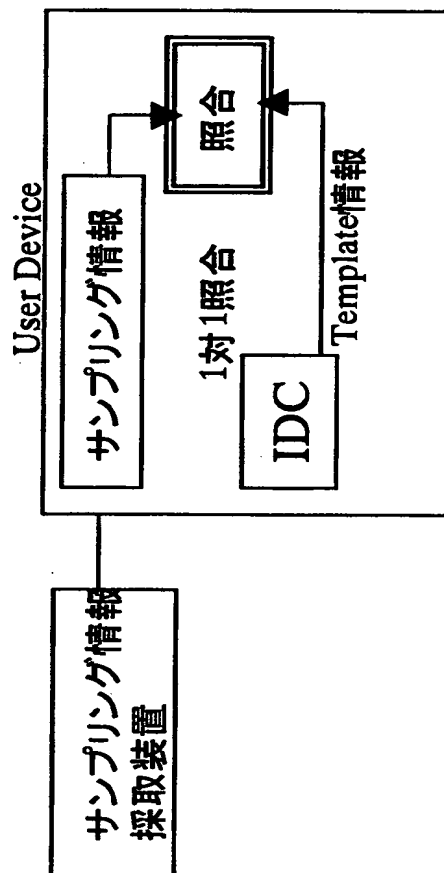 User Device
サンプリング情報
採取装置
サンプリング情報
照合
1対1照合
IDC
Template情報